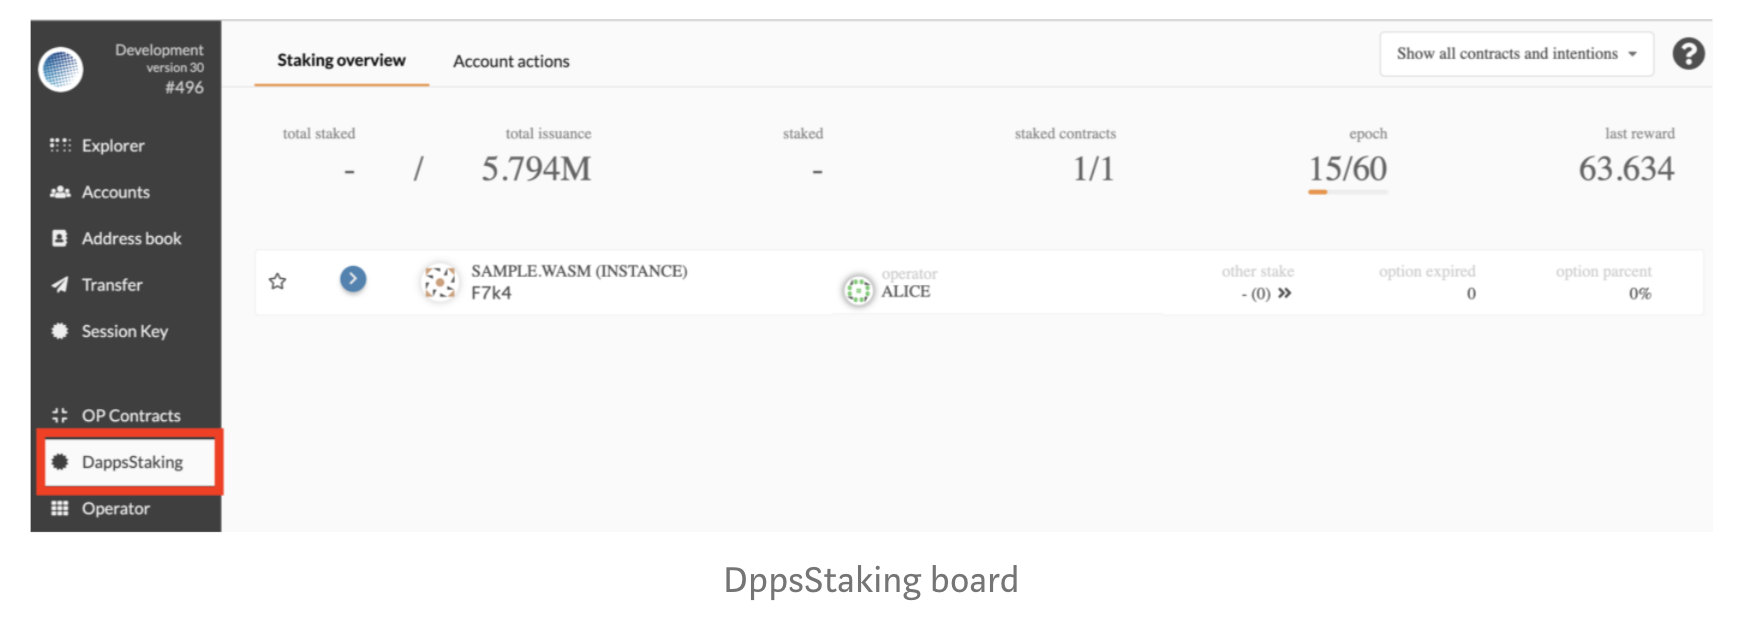 Development
version 30
#496
Explorer
Accounts
Address book
Transfer
Session Key
OP Contracts
DappsStaking
Operator
Staking overview
Account actions
Show all contracts and intentions
?
total staked
total issuance
staked
staked contracts
epoch
last reward
-
/
5.794M
-
1/1
15/60
63.634
SAMPLE.WASM (INSTANCE)
F7k4
operator
ALICE
other stake
- (0) »
option expired
0
option parcent
0%
DppsStaking board